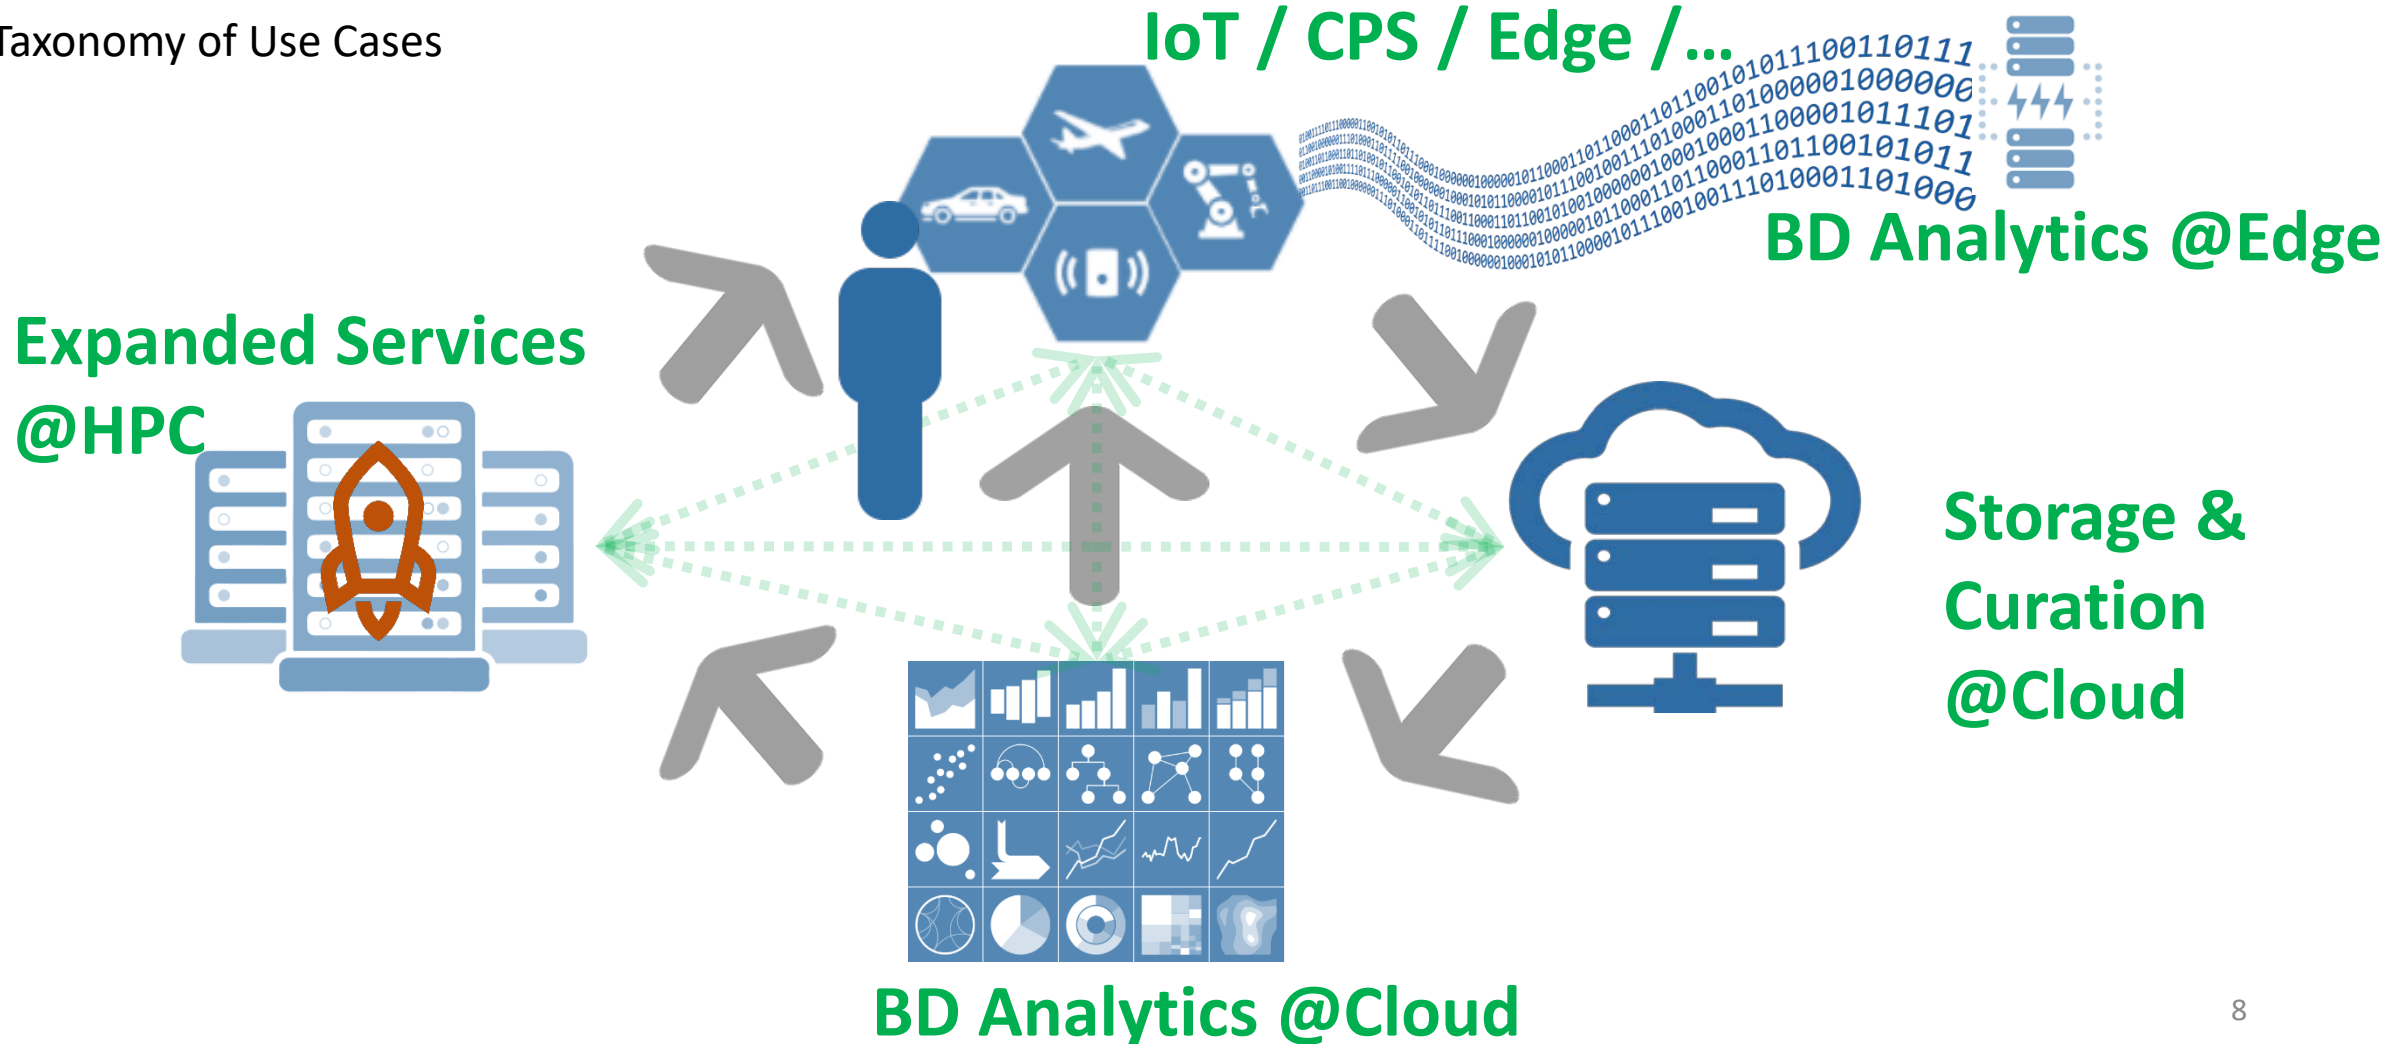 Taxonomy of Use Cases
IoT / CPS / Edge /...
BD Analytics @Edge
Expanded Services
@HPC
Storage &
Curation
@Cloud
BD Analytics @Cloud
8